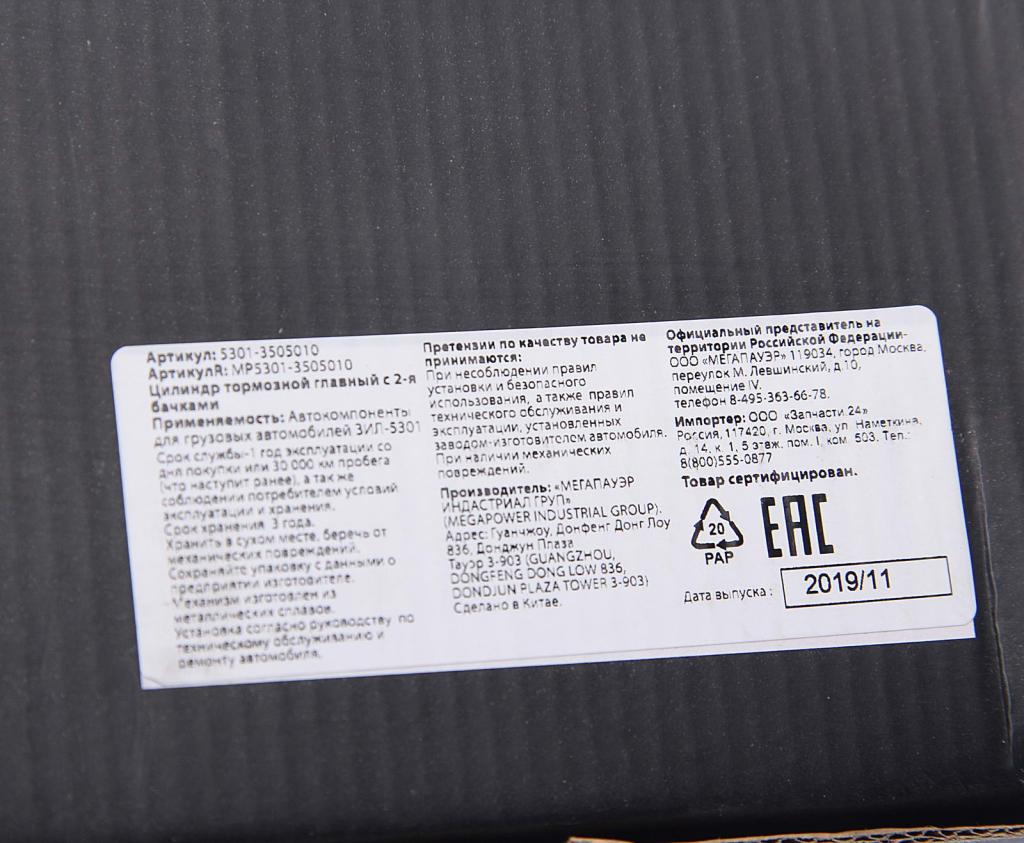 Артикул: 5301-3505010
АртикулR: MP5301-3505010
Цилиндр тормозной главный с 2-я
бачками
Применяемость: Автокомпоненты
для грузовых автомобилей ЗИЛ-5301
Срок службы-1 год эксплуатации со
дня покупки или 30 000 км пробега
(что наступит ранее), а также
соблюдении потребителем условий
эксплуатации и хранения.
Срок хранения 3 года.
Хранить в сухом месте, беречь от
механических повреждений.
Сохраняйте упаковку с данными о
предприятии изготовителе.
Механизм изготовлен из
металлических сплавов.
Установка согласно руководству по
техническому обслуживанию и
ремонту автомобиля.
Претензии по качеству товара не
принимаются:
При несоблюдении правил
установки и безопасного
использования, а также правил
технического обслуживания и
эксплуатации, установленных
заводом-изготовителем автомобиля.
При наличии механических
повреждений.
Производитель: «МЕГАПАУЭР
ИНДАСТРИАЛ ГРУП»
(MEGAPOWER INDUSTRIAL GROUP).
Адрес: Гуанчжоу, Донфенг Донг Лоу
836, Донджун Плаза
Тауэр 3-903 (GUANGZHOU,
DONGFENG DONG LOW 836,
DONDJUN PLAZA TOWER 3-903)
Сделано в Китае.
Официальный представитель на
территории Российской Федерации-
ООО «МЕГАПАУЭР» 119034, город Москва,
переулок М. Левшинский, д.10,
помещение IV.
телефон 8-495-363-66-78.
Импортер: ООО «Запчасти 24»
Россия, 117420, г. Москва, ул. Наметкина,
д. 14, к. 1, 5 этаж. пом. I, ком. 503. Тел.:
8(800)555-0877
Товар сертифицирован.
20
PAP
EAC
Дата выпуска :
2019/11